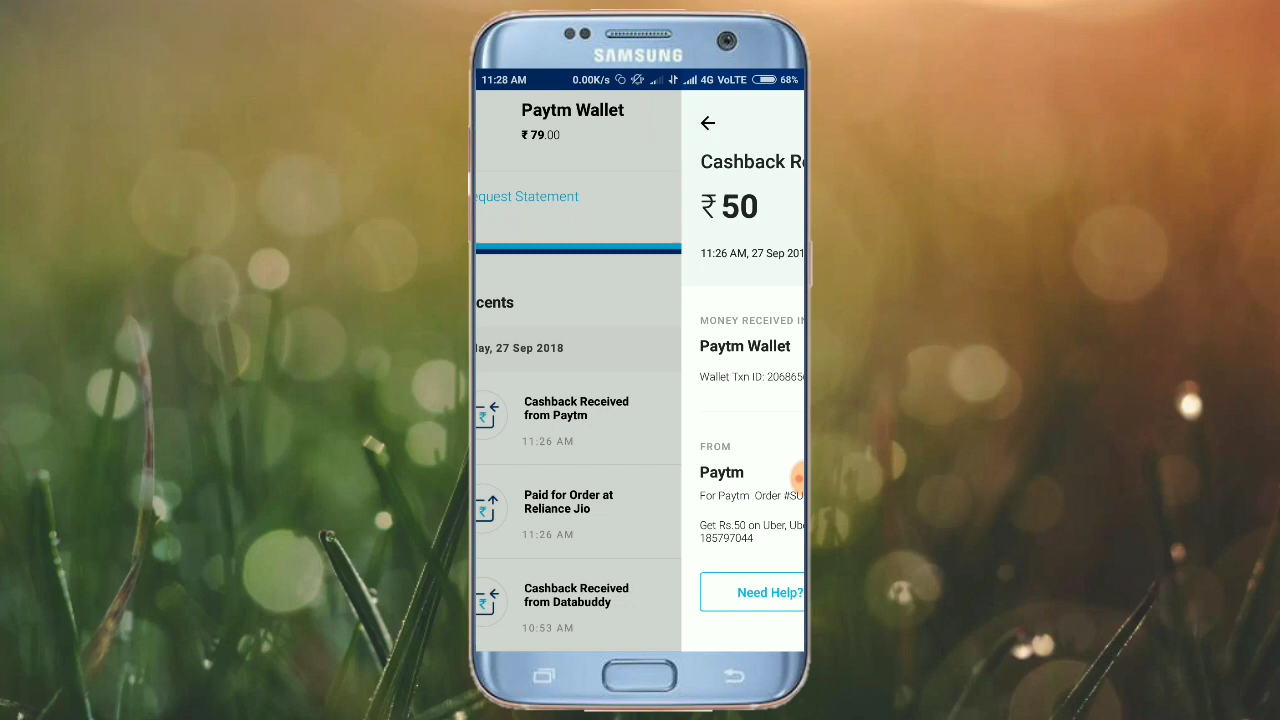 SAMSUNG
11:28 AM 0.00K/s 4G VoLTE 68%
Paytm Wallet
₹ 79.00
equest Statement
cents
day, 27 Sep 2018
Cashback Received
from Paytm
11:26 AM
Paid for Order at
Reliance Jio
11:26 AM
Cashback Received
from Databuddy
10:53 AM
Cashback Re
₹ 50
11:26 AM, 27 Sep 201
MONEY RECEIVED IN
Paytm Wallet
Wallet Txn ID: 206865
FROM
Paytm
For Paytm Order #SU
Get Rs.50 on Uber, Ube
185797044
Need Help?